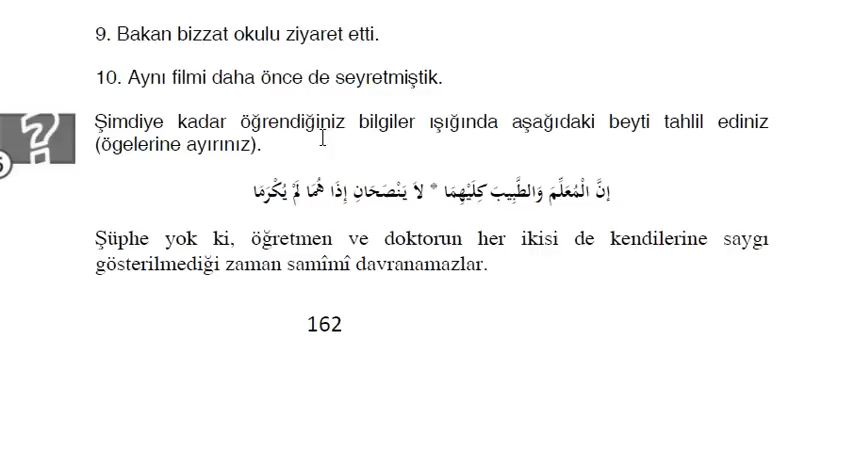 9. Bakan bizzat okulu ziyaret etti.
10. Aynı filmi daha önce de seyretmiştik.
Şimdiye kadar öğrendiğiniz bilgiler ışığında aşağıdaki beyti tahlil ediniz
(ögelerine ayırınız).
إِنَّ الْمُعَلِّمَ وَالطَّبِيبَ كِلَيْهِمَا * لاَ يَنْصَحَانِ إِذَا هُمَا لَمْ يُكْرَمَا
Şüphe yok ki, öğretmen ve doktorun her ikisi de kendilerine saygı
gösterilmediği zaman samîmî davranamazlar.
162